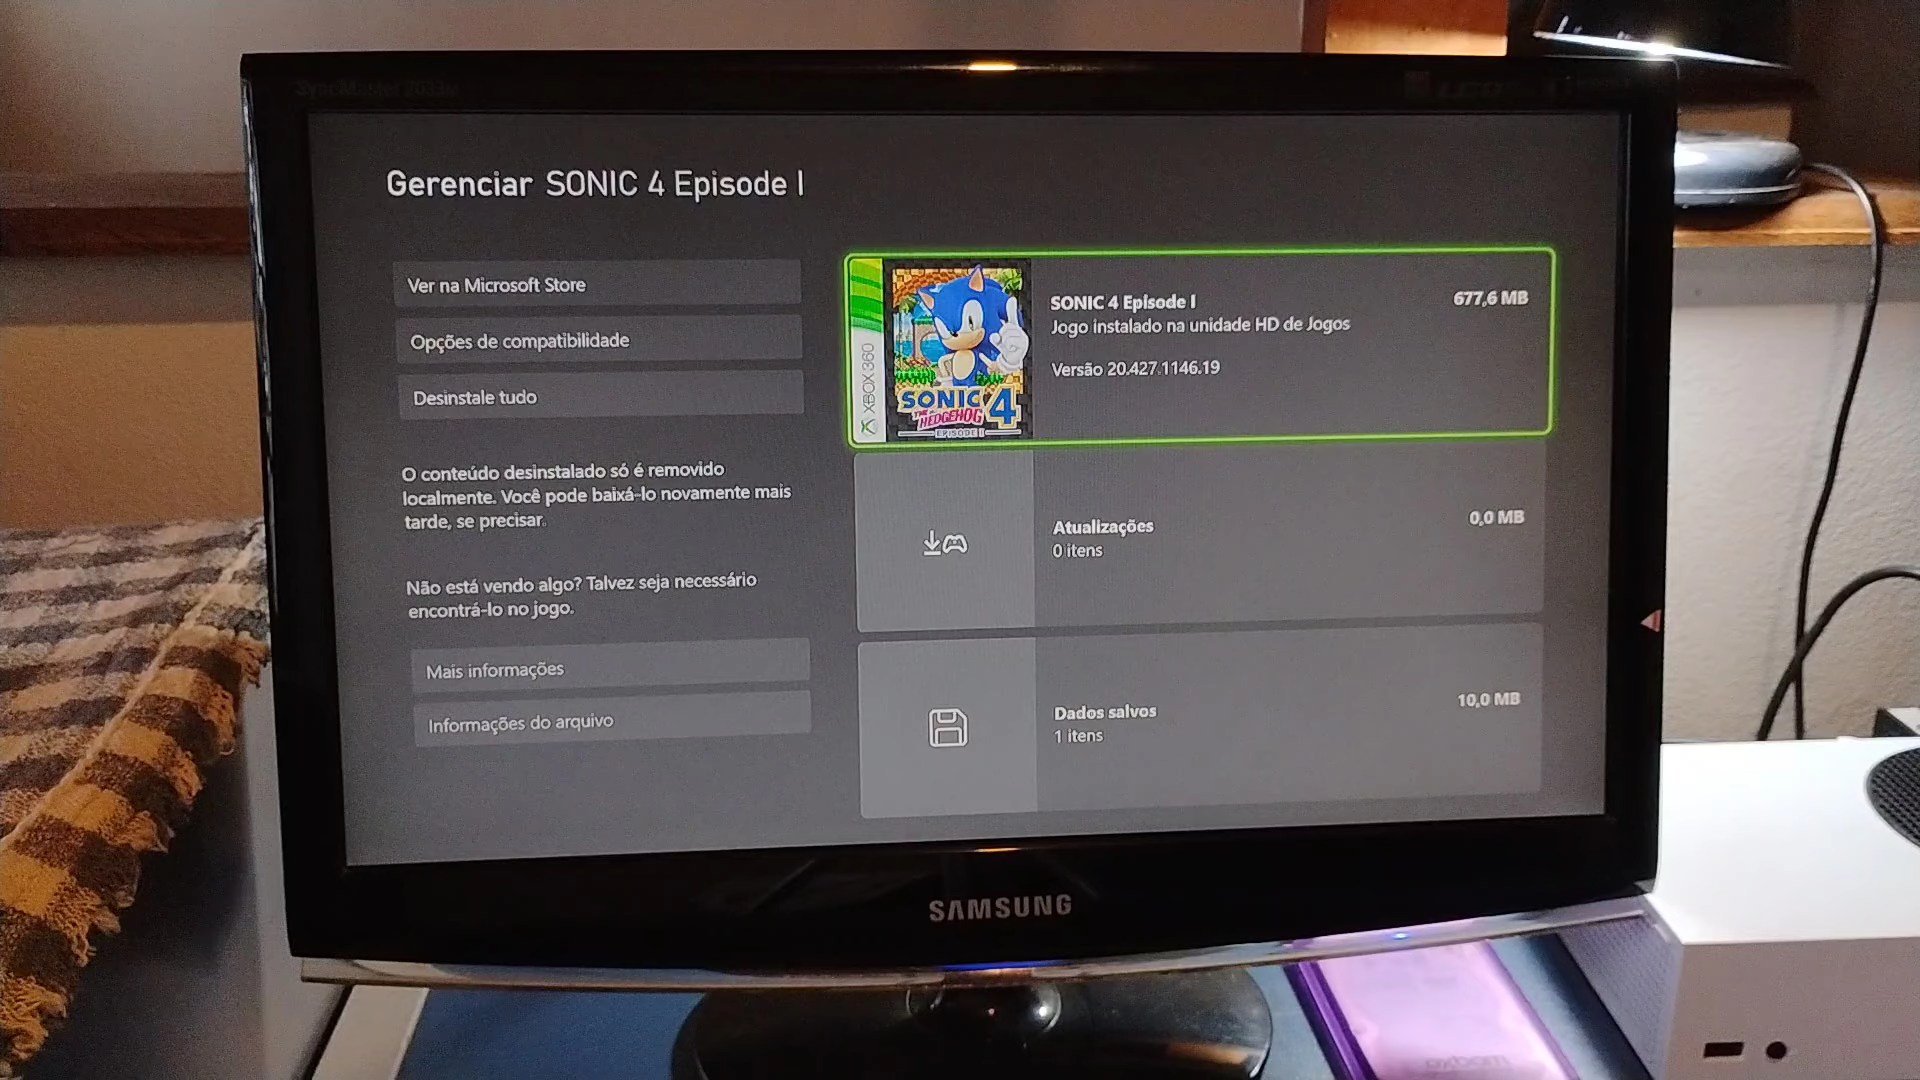 SyncMaster 2033sw
Gerenciar SONIC 4 Episode I
Ver na Microsoft Store
Opções de compatibilidade
Desinstale tudo
O conteúdo desinstalado só é removido
localmente. Você pode baixá-lo novamente mais
tarde, se precisar.
Não está vendo algo? Talvez seja necessário
encontrá-lo no jogo.
Mais informações
Informações do arquivo
XBOX 360
SONIC
THE
HEDGEHOG
4
EPISODE I
SONIC 4 Episode I
677,6 MB
Jogo instalado na unidade HD de Jogos
Versão 20.427.1146.19
Atualizações
0,0 MB
0 itens
Dados salvos
10,0 MB
1 itens
SAMSUNG